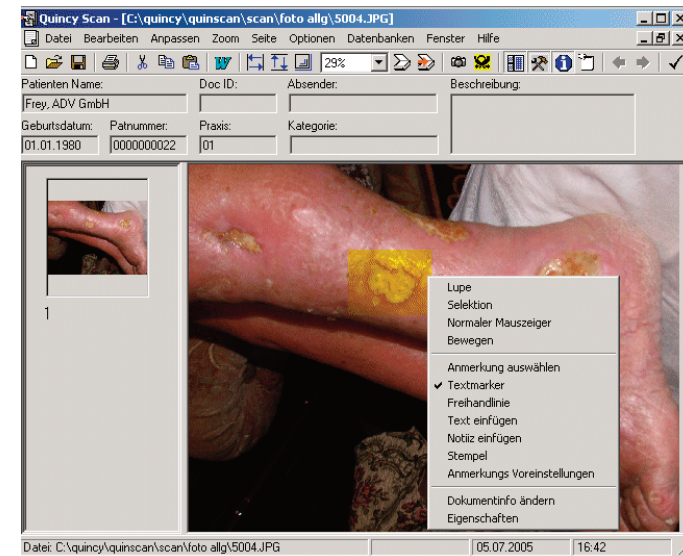 Quincy Scan - [C:\quincy\quinscan\scan\foto allg\5004.JPG]
Datei Bearbeiten Anpassen Zoom Seite Optionen Datenbanken Fenster Hilfe
29%
Patienten Name: Doc ID: Absender: Beschreibung:
Frey, ADV GmbH
Geburtsdatum: Patnummer: Praxis: Kategorie:
01.01.1980 0000000022 01
1
Lupe
Selektion
Normaler Mauszeiger
Bewegen
Anmerkung auswählen
Textmarker
Freihandlinie
Text einfügen
Notiiz einfügen
Stempel
Anmerkungs Voreinstellungen
Dokumentinfo ändern
Eigenschaften
Datei: C:\quincy\quinscan\scan\foto allg\5004.JPG 05.07.2005 16:42